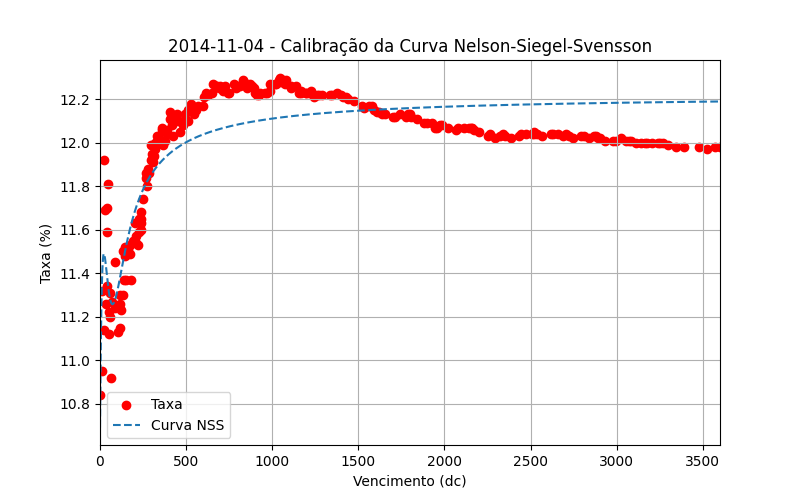 2014-11-04 - Calibração da Curva Nelson-Siegel-Svensson
Taxa (%)
12.2
12.0
11.8
11.6
11.4
11.2
11.0
10.8
Taxa
Curva NSS
0 500 1000 1500 2000 2500 3000 3500
Vencimento (dc)